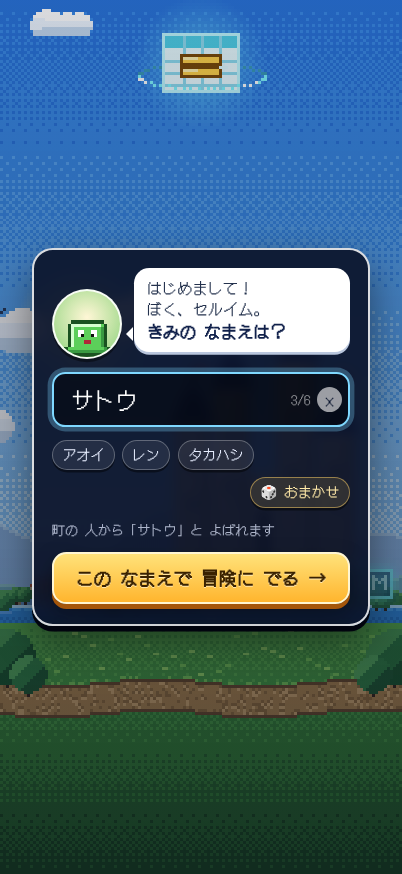 はじめまして！
ぼく、セルイム。
きみの なまえは？
サトウ 3/6 x
アオイ レン タカハシ
おまかせ
町の 人から「サトウ」と よばれます
この なまえで 冒険に でる →
M